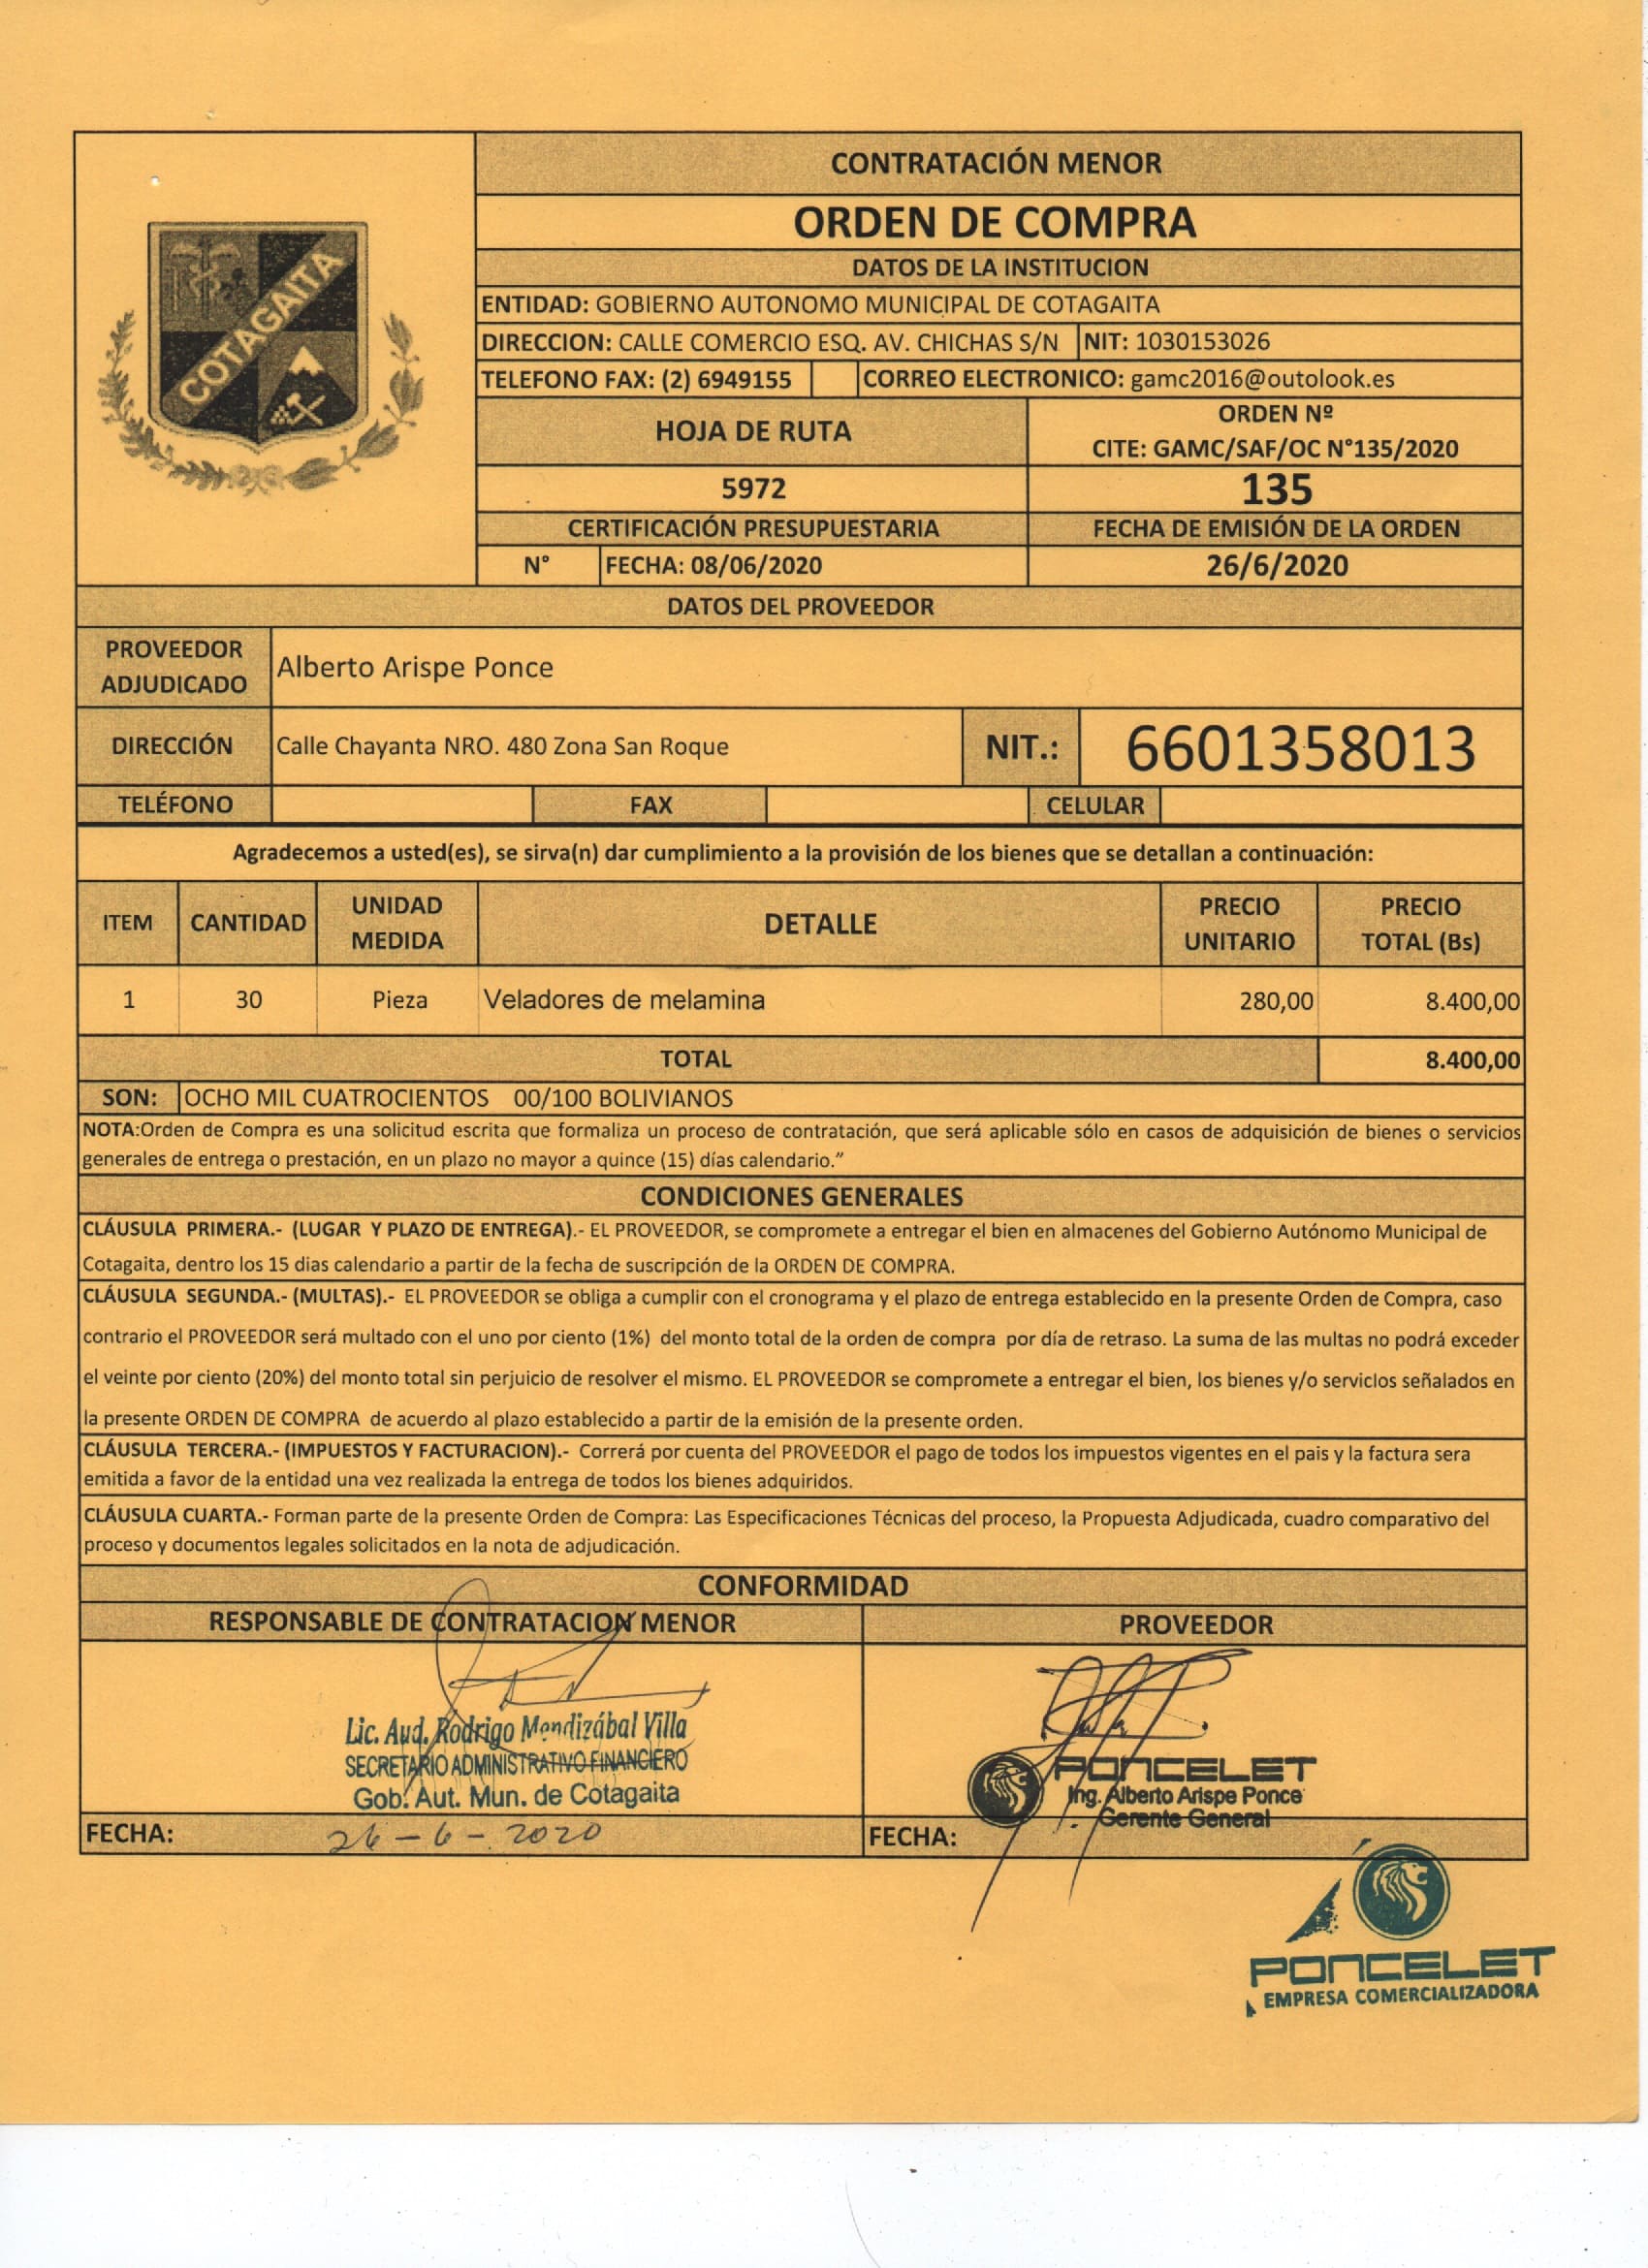 COTAGAITA
CONTRATACIÓN MENOR
ORDEN DE COMPRA
DATOS DE LA INSTITUCION
ENTIDAD: GOBIERNO AUTONOMO MUNICIPAL DE COTAGAITA
DIRECCION: CALLE COMERCIO ESQ. AV. CHICHAS S/N NIT: 1030153026
TELEFONO FAX: (2) 6949155 CORREO ELECTRONICO: gamc2016@outolook.es
HOJA DE RUTA
ORDEN Nº
CITE: GAMC/SAF/OC N°135/2020
5972 135
CERTIFICACIÓN PRESUPUESTARIA FECHA DE EMISIÓN DE LA ORDEN
N° FECHA: 08/06/2020 26/6/2020
DATOS DEL PROVEEDOR
PROVEEDOR
ADJUDICADO
Alberto Arispe Ponce
DIRECCIÓN Calle Chayanta NRO. 480 Zona San Roque NIT.: 6601358013
TELÉFONO FAX CELULAR
Agradecemos a usted(es), se sirva(n) dar cumplimiento a la provisión de los bienes que se detallan a continuación:
ITEM CANTIDAD UNIDAD MEDIDA DETALLE PRECIO UNITARIO PRECIO TOTAL (Bs)
1 30 Pieza Veladores de melamina 280,00 8.400,00
TOTAL 8.400,00
SON: OCHO MIL CUATROCIENTOS 00/100 BOLIVIANOS
NOTA:Orden de Compra es una solicitud escrita que formaliza un proceso de contratación, que será aplicable sólo en casos de adquisición de bienes o servicios
generales de entrega o prestación, en un plazo no mayor a quince (15) días calendario.”
CONDICIONES GENERALES
CLÁUSULA PRIMERA.- (LUGAR Y PLAZO DE ENTREGA).- EL PROVEEDOR, se compromete a entregar el bien en almacenes del Gobierno Autónomo Municipal de
Cotagaita, dentro los 15 dias calendario a partir de la fecha de suscripción de la ORDEN DE COMPRA.
CLÁUSULA SEGUNDA.- (MULTAS).- EL PROVEEDOR se obliga a cumplir con el cronograma y el plazo de entrega establecido en la presente Orden de Compra, caso
contrario el PROVEEDOR será multado con el uno por ciento (1%) del monto total de la orden de compra por día de retraso. La suma de las multas no podrá exceder
el veinte por ciento (20%) del monto total sin perjuicio de resolver el mismo. EL PROVEEDOR se compromete a entregar el bien, los bienes y/o servicios señalados en
la presente ORDEN DE COMPRA de acuerdo al plazo establecido a partir de la emisión de la presente orden.
CLÁUSULA TERCERA.- (IMPUESTOS Y FACTURACION).- Correrá por cuenta del PROVEEDOR el pago de todos los impuestos vigentes en el pais y la factura sera
emitida a favor de la entidad una vez realizada la entrega de todos los bienes adquiridos.
CLÁUSULA CUARTA.- Forman parte de la presente Orden de Compra: Las Especificaciones Técnicas del proceso, la Propuesta Adjudicada, cuadro comparativo del
proceso y documentos legales solicitados en la nota de adjudicación.
CONFORMIDAD
RESPONSABLE DE CONTRATACION MENOR PROVEEDOR
Lic. Aud. Rodrigo Mendizábal Villa
SECRETARIO ADMINISTRATIVO FINANCIERO
Gob. Aut. Mun. de Cotagaita
PONCELET
Ing. Alberto Arispe Ponce
Gerente General
FECHA: 26-6-2020 FECHA:
PONCELET
EMPRESA COMERCIALIZADORA